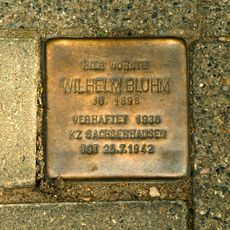 HIER WOHNTE
WILHELM BLUHM
JG. 1898
VERHAFTET 1938
KZ SACHSENHAUSEN
TOT 25.7.1942